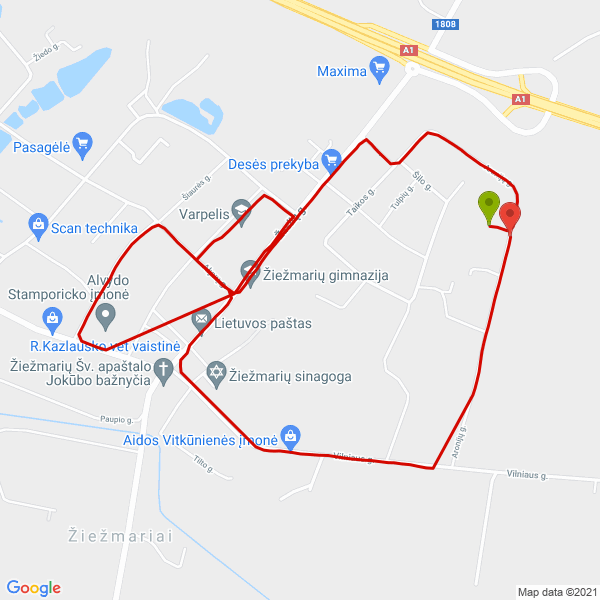 1808
Žiedo g.
A1
Maxima
A1
Pasagėlė
Desės prekyba
Aronijų g.
Šilo g.
Šiaurės g.
Taikos g.
Tulpių g.
Varpelis
Scan technika
Žiežmarių gimnazija
Alvydo
Stamporicko įmonė
Lietuvos paštas
R.Kazlausko vet vaistinė
Žiežmarių Šv. apaštalo
Jokūbo bažnyčia
Žiežmarių sinagoga
Paupio g.
Aidos Vitkūnienės įmonė
Aronijų g.
Vilniaus g.
Tilto g.
Vilniaus g.
Žiežmariai
Google
Map data ©2021